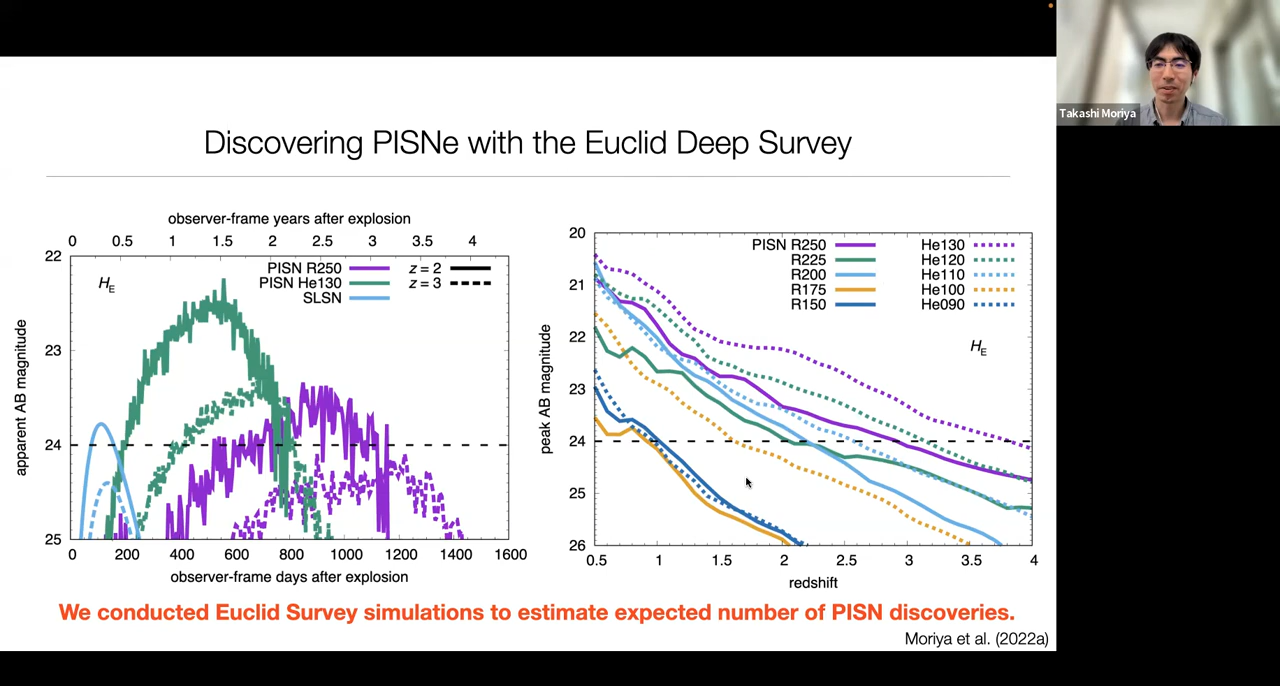 Takashi Moriya
Discovering PISNe with the Euclid Deep Survey
observer-frame years after explosion
0 0.5 1 1.5 2 2.5 3 3.5 4
22
23
24
25
apparent AB magnitude
HE
PISN R250
PISN He130
SLSN
z = 2
z = 3
0 200 400 600 800 1000 1200 1400 1600
observer-frame days after explosion
20
21
22
23
24
25
26
peak AB magnitude
PISN R250
R225
R200
R175
R150
He130
He120
He110
He100
He090
HE
0.5 1 1.5 2 2.5 3 3.5 4
redshift
We conducted Euclid Survey simulations to estimate expected number of PISN discoveries.
Moriya et al. (2022a)